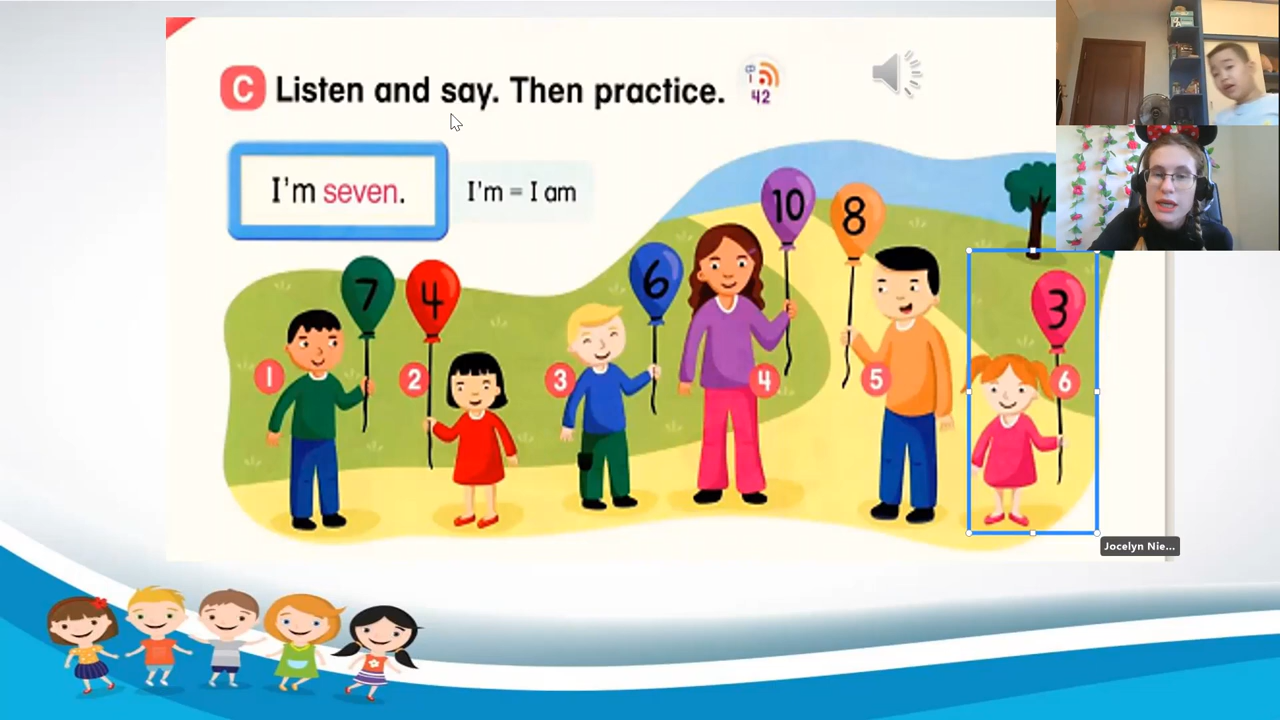 C Listen and say. Then practice. 42
I'm seven. I'm = I am
10 8
7 4 6 3
1 2 3 4 5 6
Jocelyn Nie...